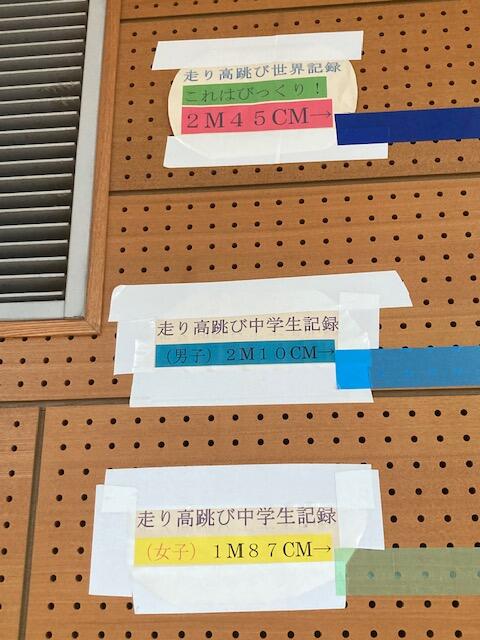 走り高跳び世界記録
これはびっくり！
２Ｍ４５ＣＭ→
走り高跳び中学生記録
（男子）２Ｍ１０ＣＭ→
走り高跳び中学生記録
（女子）１Ｍ８７ＣＭ→